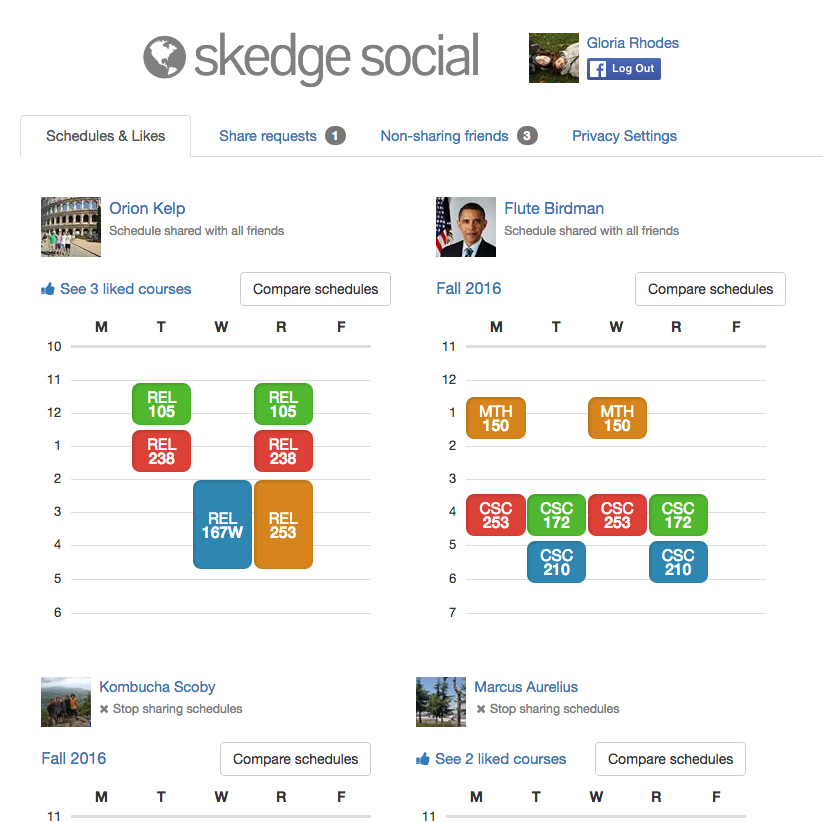 skedge social
Gloria Rhodes
f Log Out
Schedules & Likes Share requests 1 Non-sharing friends 3 Privacy Settings
Orion Kelp
Schedule shared with all friends
See 3 liked courses Compare schedules
M T W R F
10
11
REL 105 REL 105
12
1
REL 238 REL 238
2
3
REL 167W REL 253
4
5
6
Flute Birdman
Schedule shared with all friends
Fall 2016 Compare schedules
M T W R F
11
12
1
MTH 150 MTH 150
2
3
4
CSC 253 CSC 172 CSC 253 CSC 172
5
CSC 210 CSC 210
6
7
Kombucha Scoby
Stop sharing schedules
Fall 2016 Compare schedules
M T W R F
11
Marcus Aurelius
Stop sharing schedules
See 2 liked courses Compare schedules
M T W R F
11